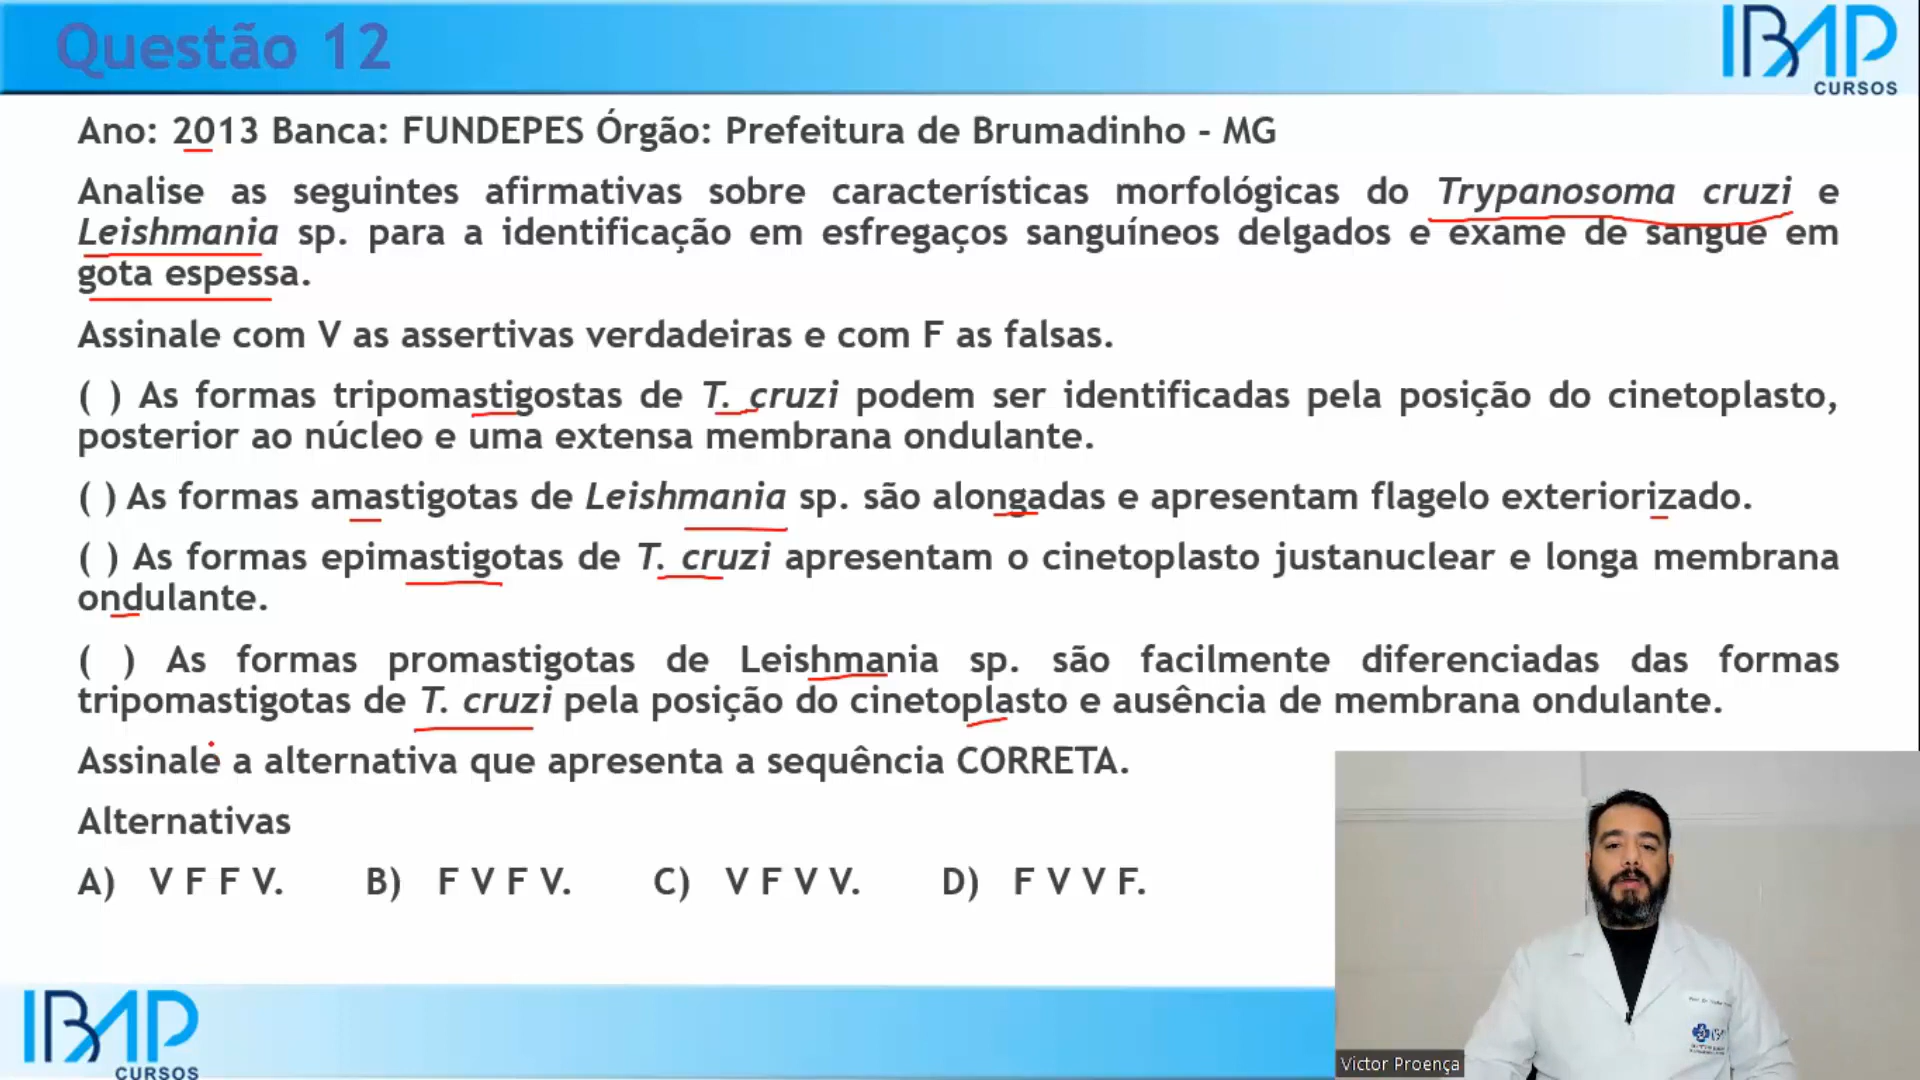 Questão 12
IBAP
CURSOS
Ano: 2013 Banca: FUNDEPES Órgão: Prefeitura de Brumadinho - MG
Analise as seguintes afirmativas sobre características morfológicas do Trypanosoma cruzi e
Leishmania sp. para a identificação em esfregaços sanguíneos delgados e exame de sangue em
gota espessa.
Assinale com V as assertivas verdadeiras e com F as falsas.
( ) As formas tripomastigostas de T. cruzi podem ser identificadas pela posição do cinetoplasto,
posterior ao núcleo e uma extensa membrana ondulante.
( ) As formas amastigotas de Leishmania sp. são alongadas e apresentam flagelo exteriorizado.
( ) As formas epimastigotas de T. cruzi apresentam o cinetoplasto justanuclear e longa membrana
ondulante.
( ) As formas promastigotas de Leishmania sp. são facilmente diferenciadas das formas
tripomastigotas de T. cruzi pela posição do cinetoplasto e ausência de membrana ondulante.
Assinale a alternativa que apresenta a sequência CORRETA.
Alternativas
A) V F F V. B) F V F V. C) V F V V. D) F V V F.
IBAP
CURSOS
Victor Proença